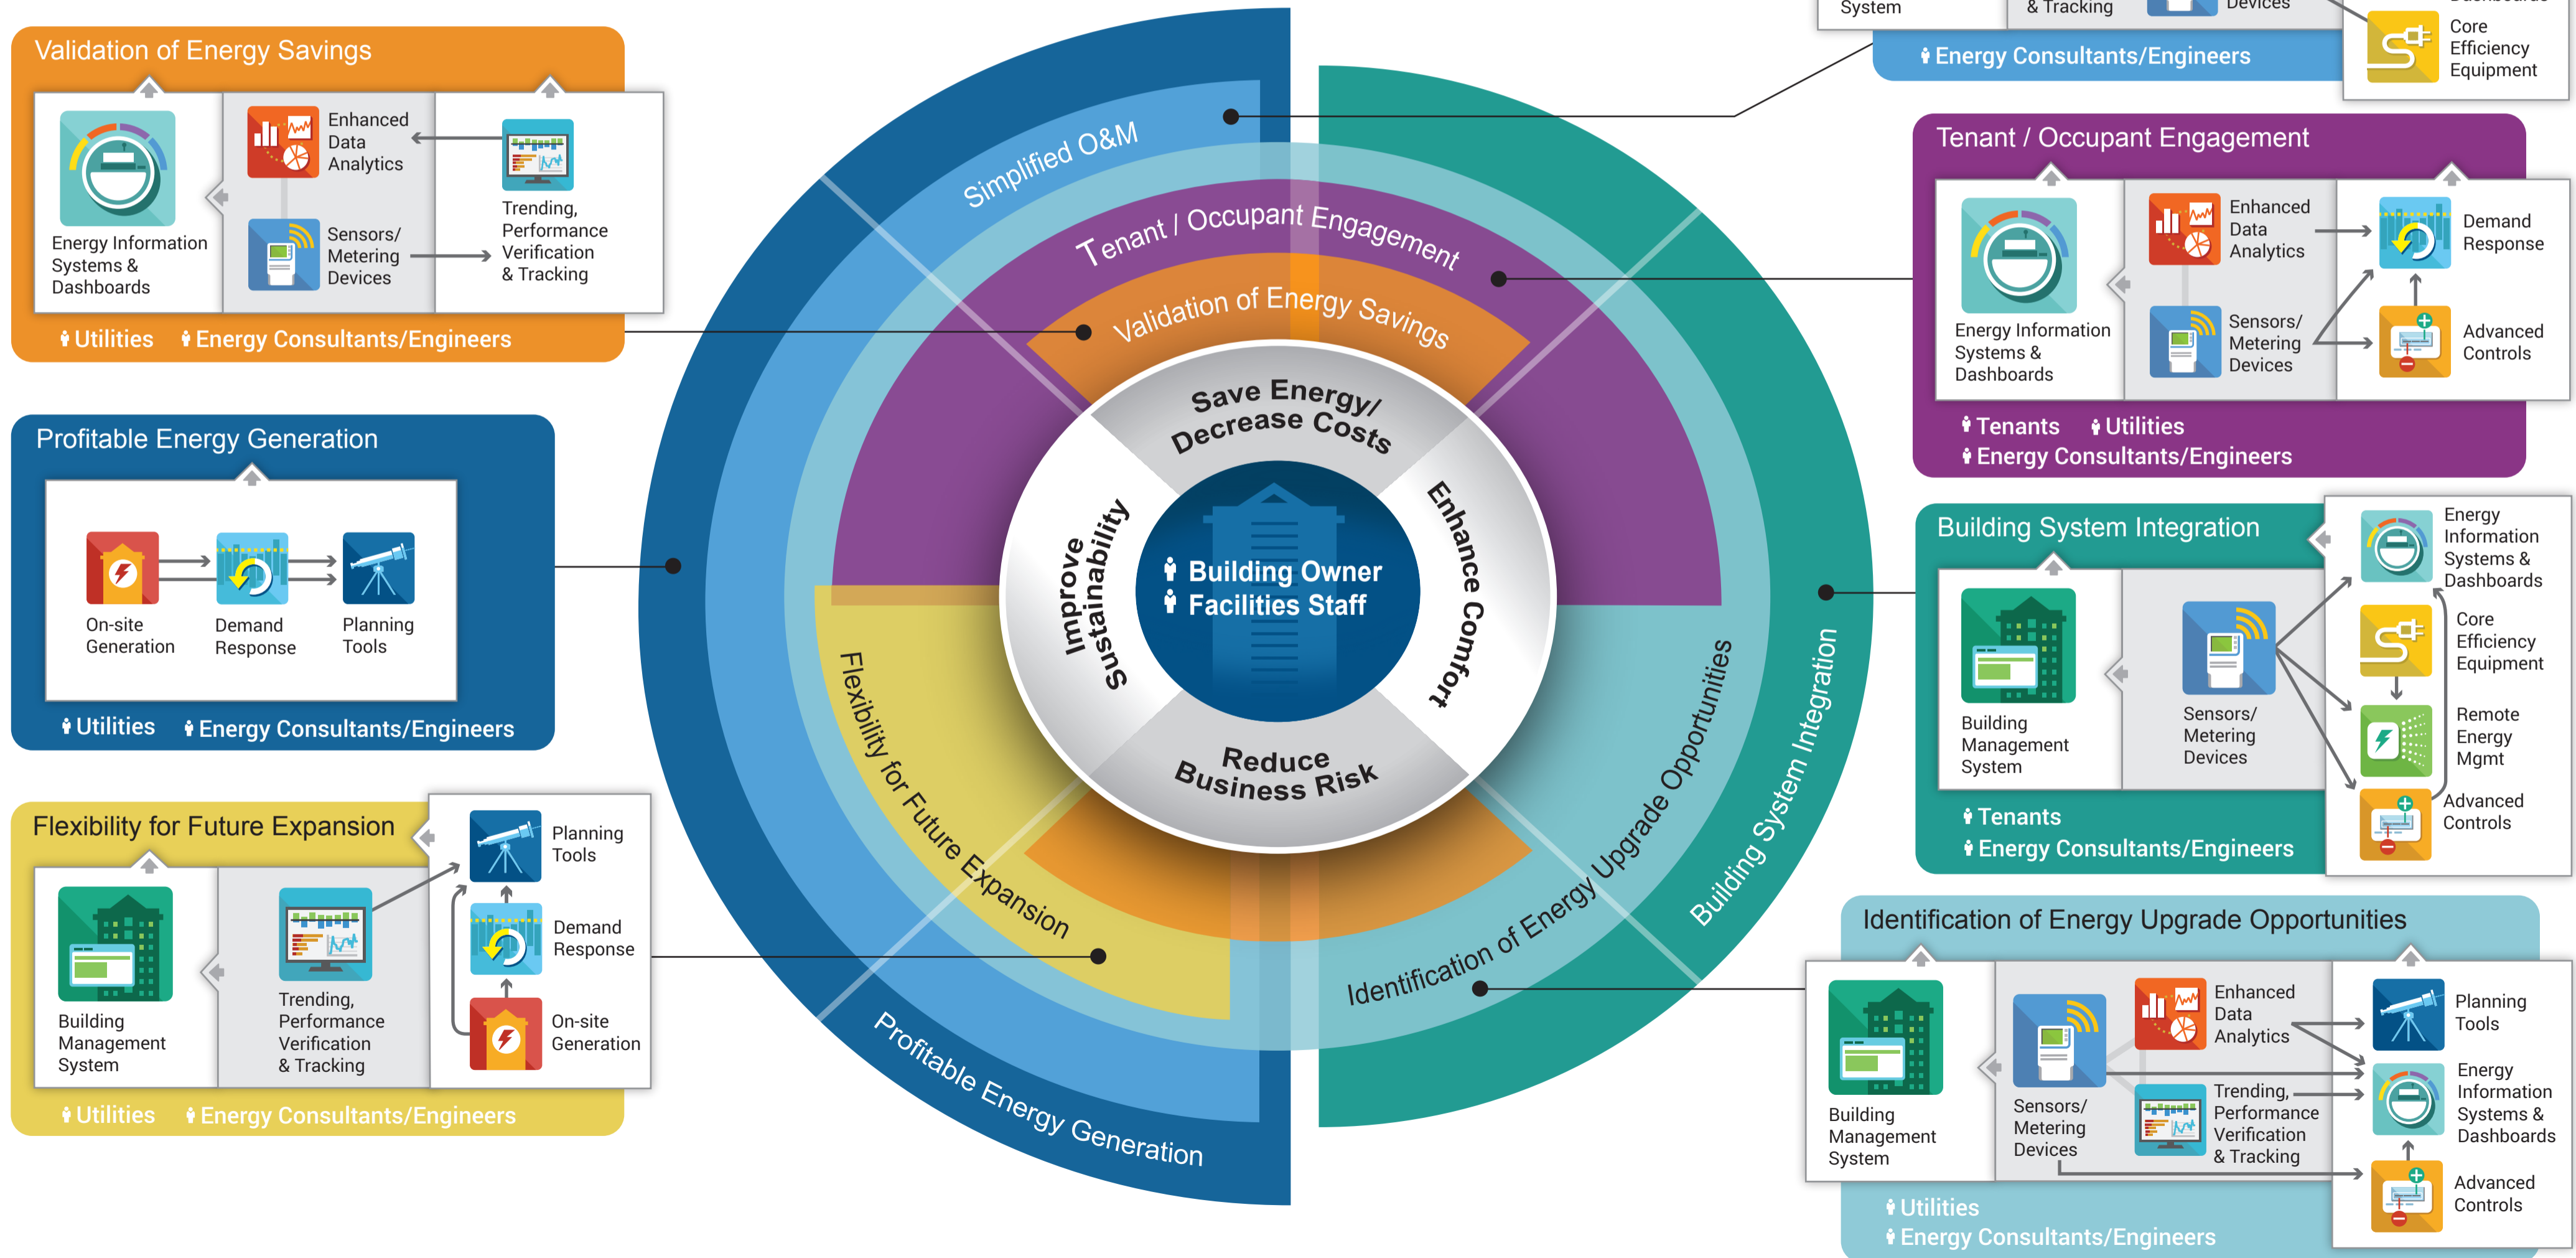 Validation of Energy Savings
Energy Information
Systems &
Dashboards
Enhanced
Data
Analytics
Sensors/
Metering
Devices
Trending,
Performance
Verification
& Tracking
Utilities
Energy Consultants/Engineers
Profitable Energy Generation
On-site
Generation
Demand
Response
Planning
Tools
Utilities
Energy Consultants/Engineers
Flexibility for Future Expansion
Building
Management
System
Trending,
Performance
Verification
& Tracking
Planning
Tools
Demand
Response
On-site
Generation
Utilities
Energy Consultants/Engineers
Simplified O&M
Tenant / Occupant Engagement
Validation of Energy Savings
Save Energy/
Decrease Costs
Improve
Sustainability
Enhance Comfort
Building Owner
Facilities Staff
Reduce
Business Risk
Flexibility for Future Expansion
Identification of Energy Upgrade Opportunities
Building System Integration
Profitable Energy Generation
System
& Tracking
Devices
Core
Efficiency
Equipment
Energy Consultants/Engineers
Tenant / Occupant Engagement
Energy Information
Systems &
Dashboards
Enhanced
Data
Analytics
Sensors/
Metering
Devices
Demand
Response
Advanced
Controls
Tenants
Utilities
Energy Consultants/Engineers
Building System Integration
Building
Management
System
Sensors/
Metering
Devices
Energy
Information
Systems &
Dashboards
Core
Efficiency
Equipment
Remote
Energy
Mgmt
Advanced
Controls
Tenants
Energy Consultants/Engineers
Identification of Energy Upgrade Opportunities
Building
Management
System
Sensors/
Metering
Devices
Enhanced
Data
Analytics
Trending,
Performance
Verification
& Tracking
Planning
Tools
Energy
Information
Systems &
Dashboards
Advanced
Controls
Utilities
Energy Consultants/Engineers